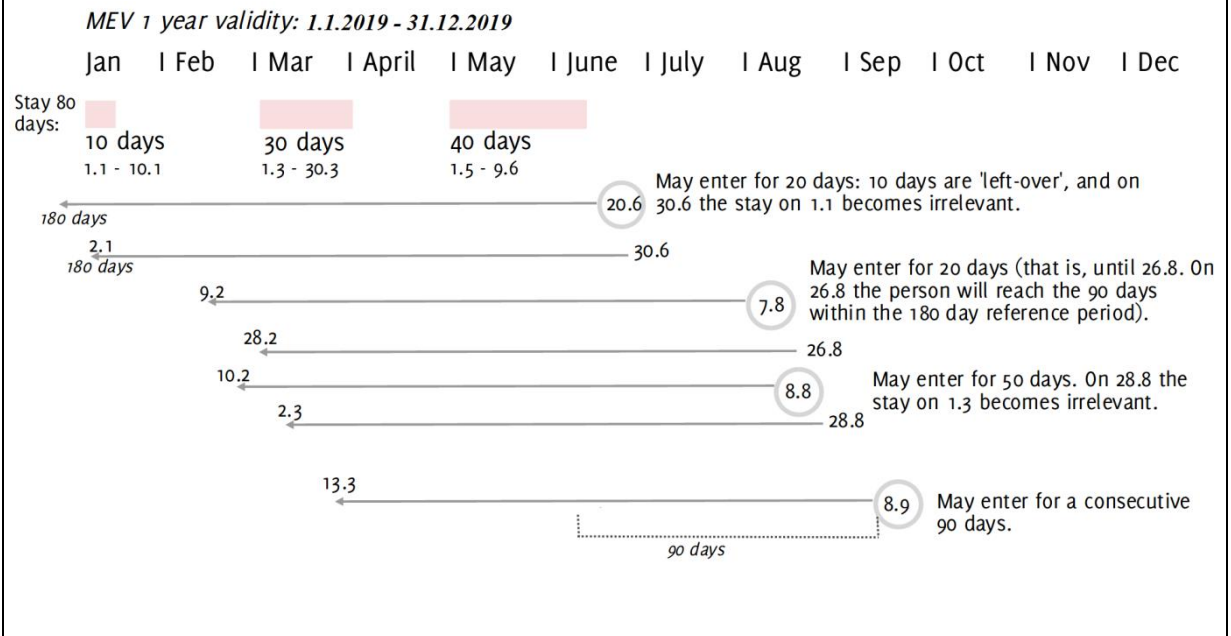 MEV 1 year validity: 1.1.2019 - 31.12.2019
Jan I Feb I Mar I April I May I June I July I Aug I Sep I Oct I Nov I Dec
Stay 80
days:
10 days 30 days 40 days
1.1 - 10.1 1.3 - 30.3 1.5 - 9.6
May enter for 20 days: 10 days are 'left-over', and on
20.6 30.6 the stay on 1.1 becomes irrelevant.
180 days
2.1 30.6
180 days
May enter for 20 days (that is, until 26.8. On
9.2 7.8 26.8 the person will reach the 90 days
within the 180 day reference period).
28.2 26.8
10.2 8.8 May enter for 50 days. On 28.8 the
stay on 1.3 becomes irrelevant.
2.3 28.8
13.3 8.9 May enter for a consecutive
90 days.
90 days